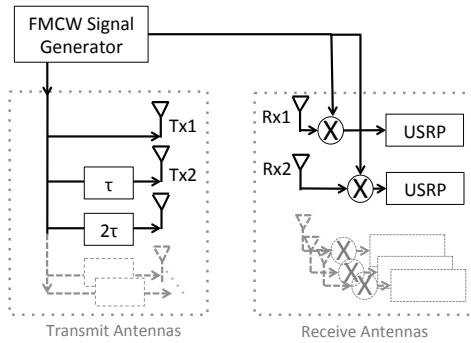 FMCW Signal
Generator
Tx1
τ
Tx2
2τ
Transmit Antennas
Rx1
X
USRP
Rx2
X
USRP
X
X
X
Receive Antennas